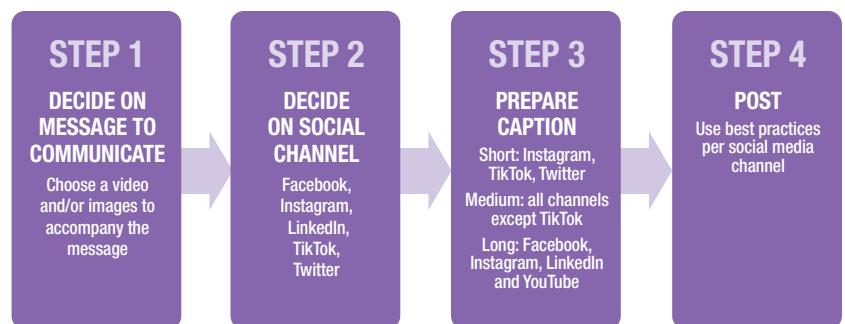 STEP 1
DECIDE ON
MESSAGE TO
COMMUNICATE
Choose a video
and/or images to
accompany the
message
STEP 2
DECIDE
ON SOCIAL
CHANNEL
Facebook,
Instagram,
LinkedIn,
TikTok,
Twitter
STEP 3
PREPARE
CAPTION
Short: Instagram,
TikTok, Twitter
Medium: all channels
except TikTok
Long: Facebook,
Instagram, LinkedIn
and YouTube
STEP 4
POST
Use best practices
per social media
channel